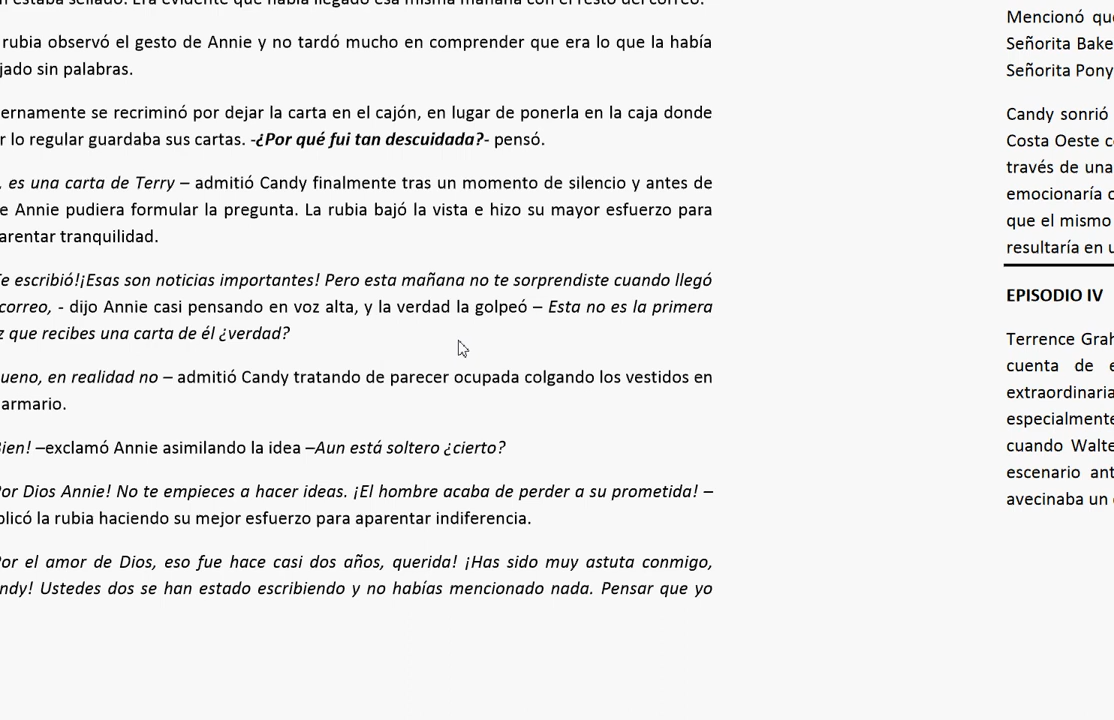 estaba sellado. Era evidente que había llegado esa misma mañana con el resto del correo.
rubia observó el gesto de Annie y no tardó mucho en comprender que era lo que la había
jado sin palabras.
ernamente se recriminó por dejar la carta en el cajón, en lugar de ponerla en la caja donde
r lo regular guardaba sus cartas. -¿Por qué fui tan descuidada?- pensó.
, es una carta de Terry – admitió Candy finalmente tras un momento de silencio y antes de
e Annie pudiera formular la pregunta. La rubia bajó la vista e hizo su mayor esfuerzo para
arentar tranquilidad.
e escribió!¡Esas son noticias importantes! Pero esta mañana no te sorprendiste cuando llegó
correo, - dijo Annie casi pensando en voz alta, y la verdad la golpeó – Esta no es la primera
z que recibes una carta de él ¿verdad?
ueno, en realidad no – admitió Candy tratando de parecer ocupada colgando los vestidos en
armario.
Bien! –exclamó Annie asimilando la idea –Aun está soltero ¿cierto?
Por Dios Annie! No te empieces a hacer ideas. ¡El hombre acaba de perder a su prometida! –
plicó la rubia haciendo su mejor esfuerzo para aparentar indiferencia.
Por el amor de Dios, eso fue hace casi dos años, querida! ¡Has sido muy astuta conmigo,
ndy! Ustedes dos se han estado escribiendo y no habías mencionado nada. Pensar que yo
Mencionó qu
Señorita Bake
Señorita Pony
Candy sonrió
Costa Oeste c
través de una
emocionaría
que el mismo
resultaría en
EPISODIO IV
Terrence Grah
cuenta de e
extraordinaria
especialmente
cuando Walte
escenario ant
avecinaba un